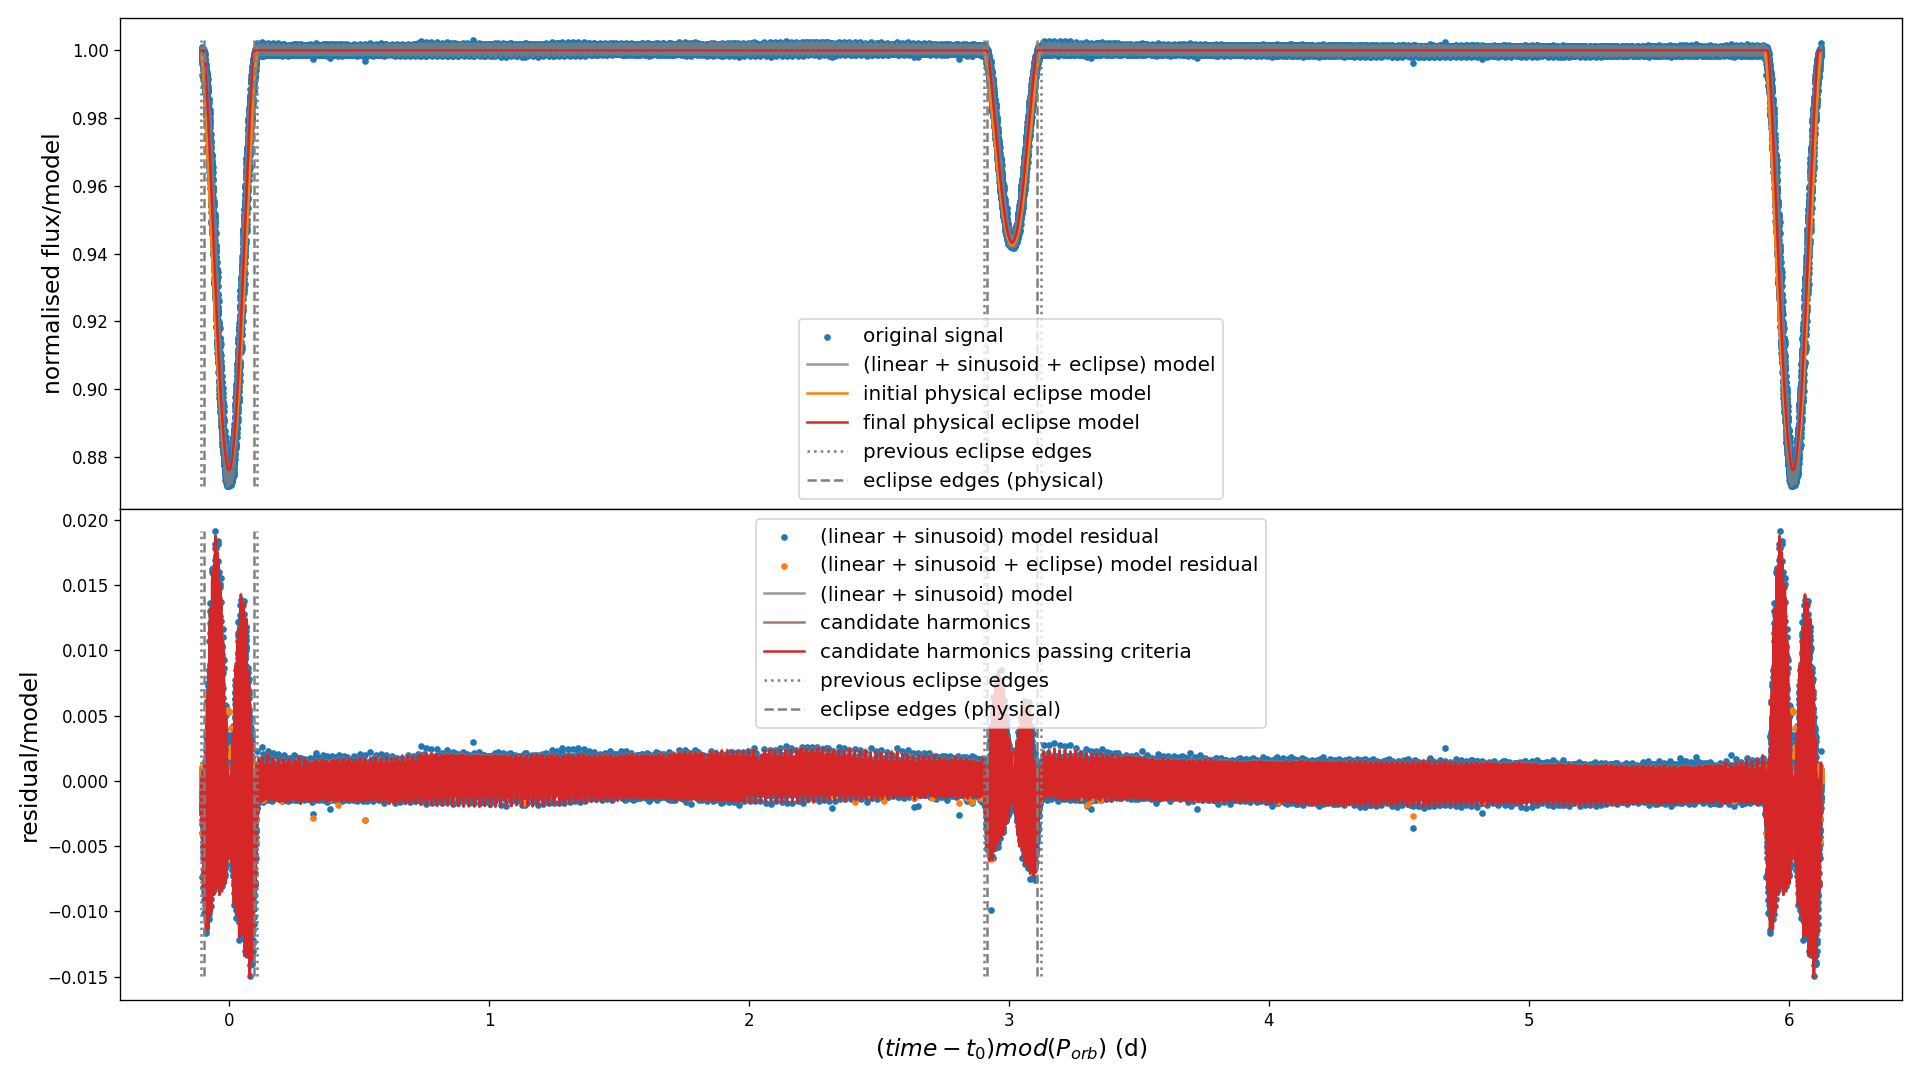 normalised flux/model
1.00
0.98
0.96
0.94
0.92
0.90
0.88
original signal
(linear + sinusoid + eclipse) model
initial physical eclipse model
final physical eclipse model
previous eclipse edges
eclipse edges (physical)
residual/model
0.020
0.015
0.010
0.005
0.000
−0.005
−0.010
−0.015
(linear + sinusoid) model residual
(linear + sinusoid + eclipse) model residual
(linear + sinusoid) model
candidate harmonics
candidate harmonics passing criteria
previous eclipse edges
eclipse edges (physical)
0 1 2 3 4 5 6
(time − t₀)mod(P_orb) (d)